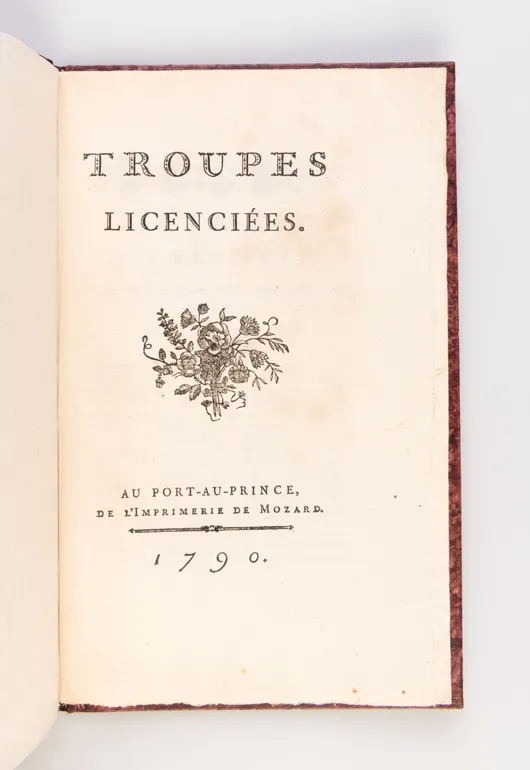 TROUPES
LICENCIÉES.
AU PORT-AU-PRINCE,
DE L'IMPRIMERIE DE MOZARD.
1790.